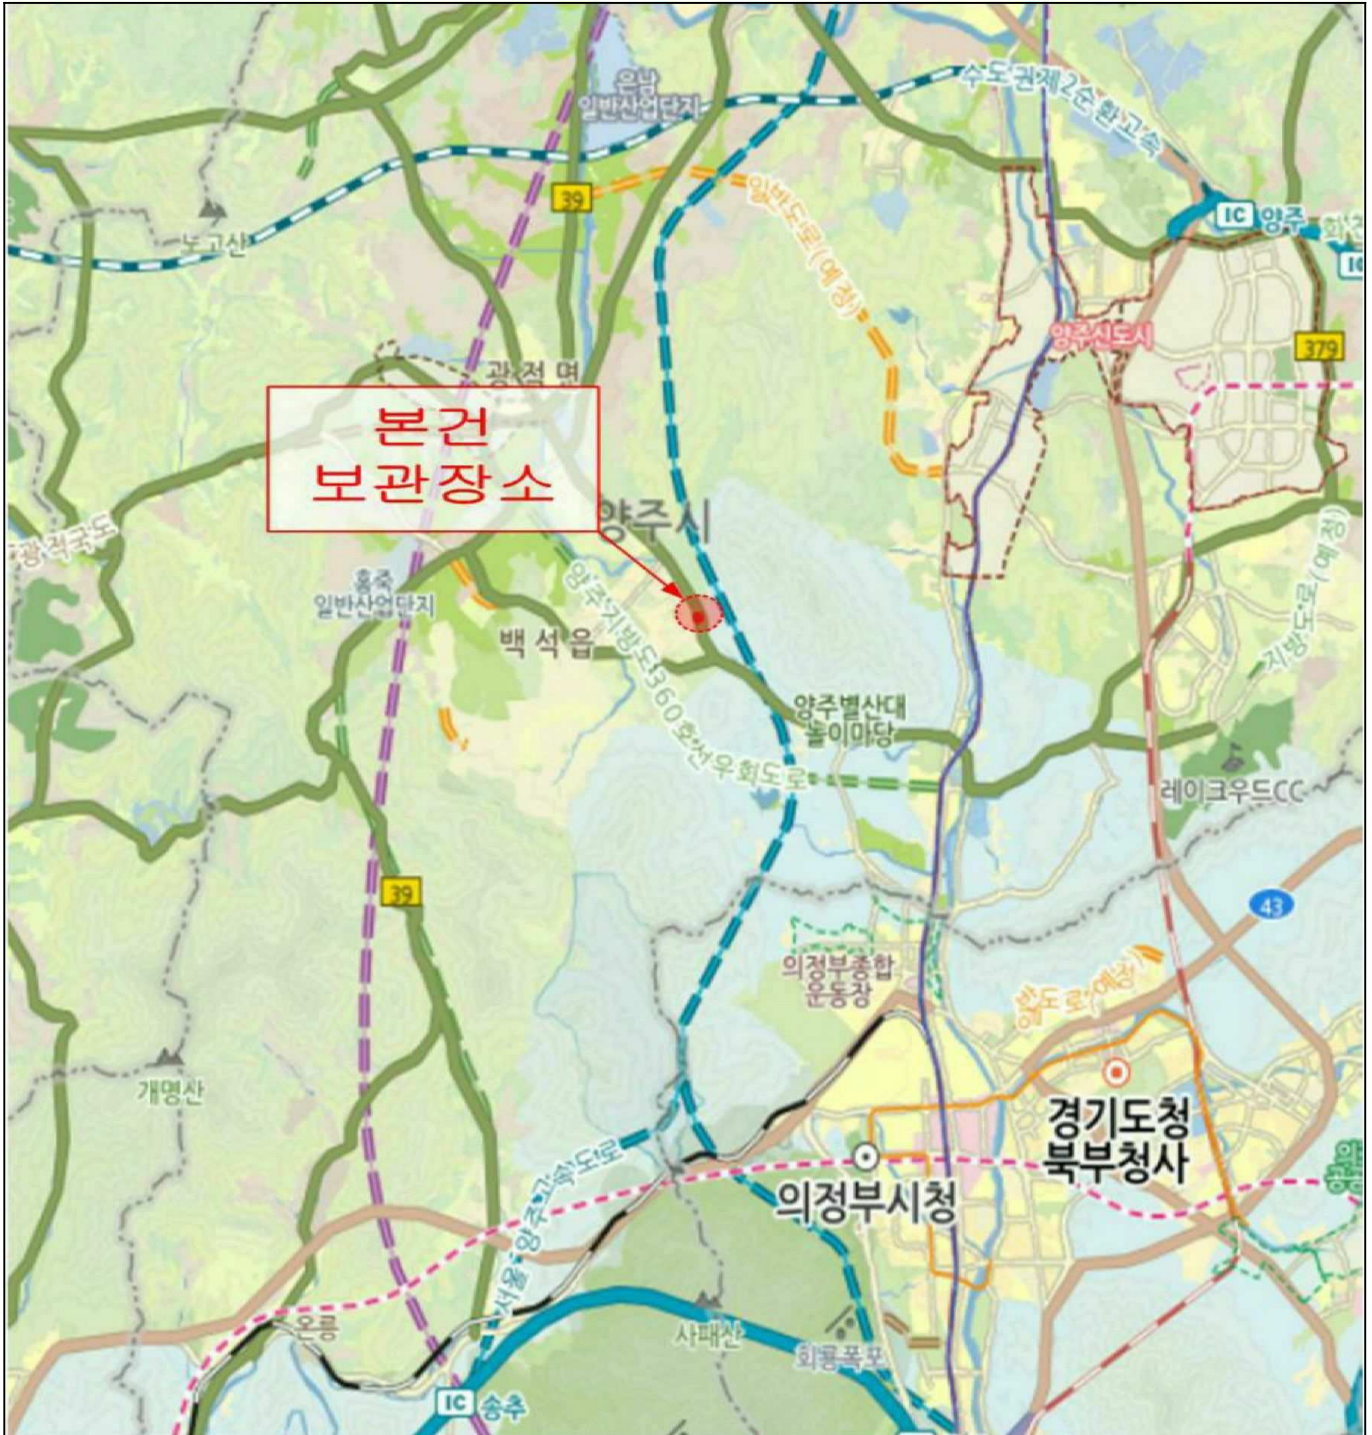 은남
일반산업단지
수도권제2순환고속
39
일반도로(예정)
노고산
IC 양주
양주신도시
379
광적면
본건
보관장소
양주시
광적국도
홍죽
일반산업단지
양주지방도360호선우회도로
지방도로(예정)
백석읍
양주별산대
놀이마당
레이크우드CC
39
43
의정부종합
운동장
개명산
경기도청
북부청사
의정부시청
서울-양주고속도로
온릉
사패산
회룡폭포
IC 송추